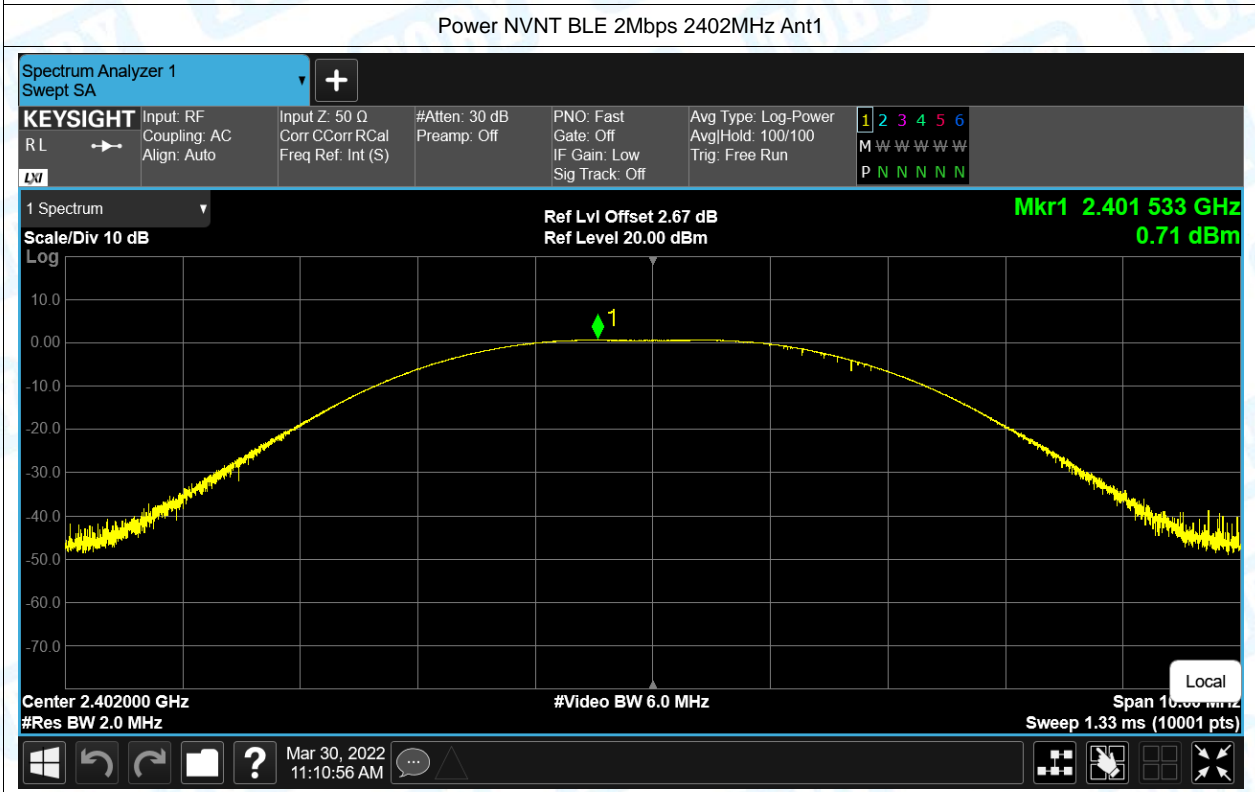 Power NVNT BLE 2Mbps 2402MHz Ant1
Spectrum Analyzer 1
Swept SA
KEYSIGHT
R L
LXI
Input: RF
Coupling: AC
Align: Auto
Input Z: 50 Ω
Corr CCorr RCal
Freq Ref: Int (S)
#Atten: 30 dB
Preamp: Off
PNO: Fast
Gate: Off
IF Gain: Low
Sig Track: Off
Avg Type: Log-Power
Avg|Hold: 100/100
Trig: Free Run
1 2 3 4 5 6
M W W W W W
P N N N N N
1 Spectrum
Scale/Div 10 dB
Ref Lvl Offset 2.67 dB
Ref Level 20.00 dBm
Mkr1 2.401 533 GHz
0.71 dBm
Log
10.0
0.00
-10.0
-20.0
-30.0
-40.0
-50.0
-60.0
-70.0
1
Local
Center 2.402000 GHz
#Video BW 6.0 MHz
Span 10.00 MHz
#Res BW 2.0 MHz
Sweep 1.33 ms (10001 pts)
?
Mar 30, 2022
11:10:56 AM